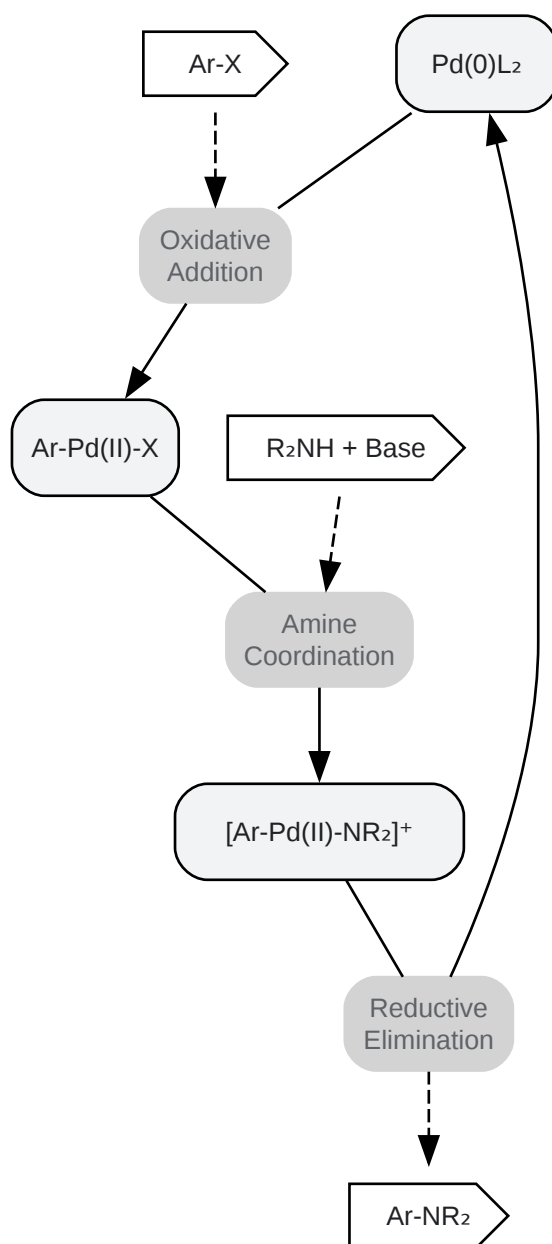 Ar-X
Pd(0)L₂
Oxidative
Addition
Ar-Pd(II)-X
R₂NH + Base
Amine
Coordination
[Ar-Pd(II)-NR₂]⁺
Reductive
Elimination
Ar-NR₂